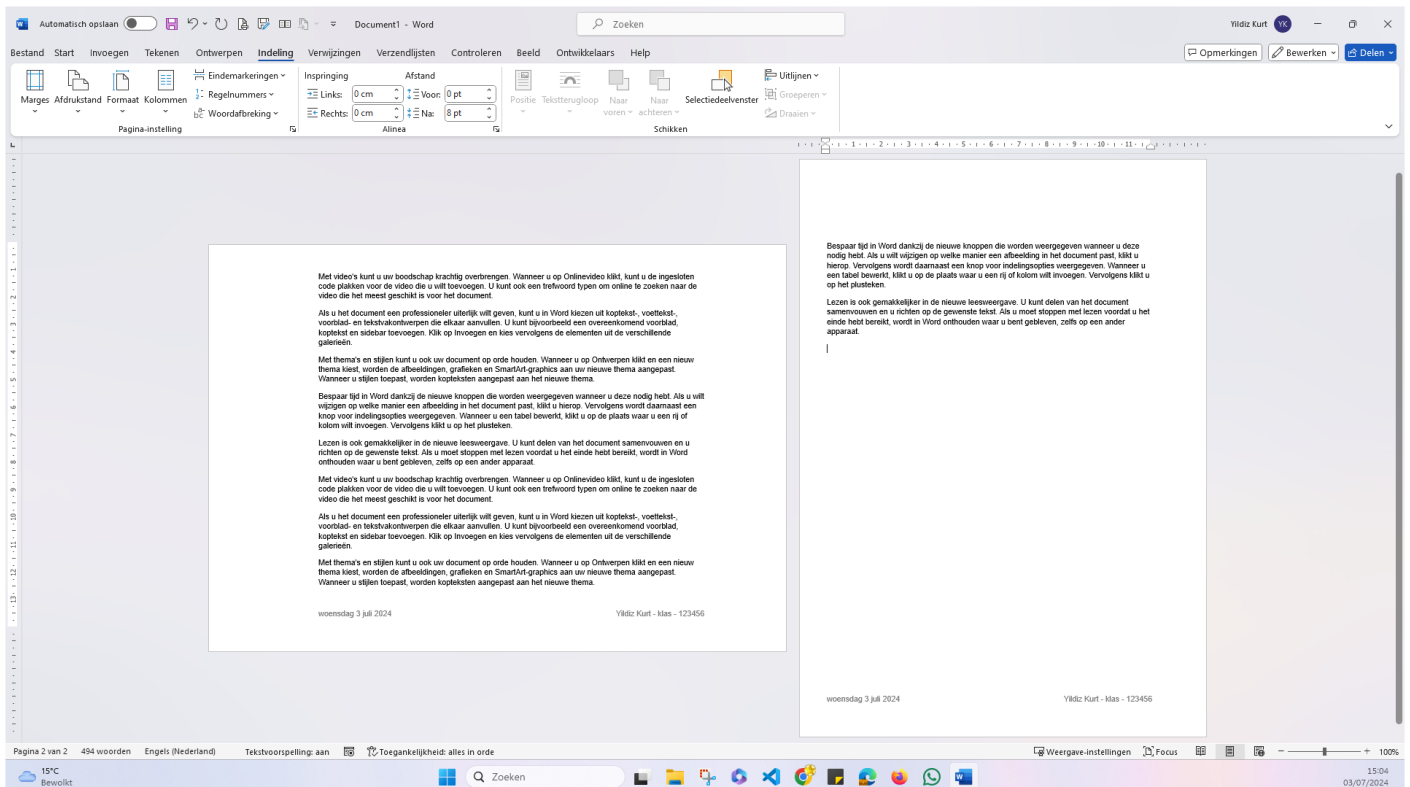 Automatisch opslaan Document1 - Word Zoeken Yildiz Kurt YK
Bestand Start Invoegen Tekenen Ontwerpen Indeling Verwijzingen Verzendlijsten Controleren Beeld Ontwikkelaars Help Opmerkingen Bewerken Delen
Marges Afdrukstand Formaat Kolommen
Eindemarkeringen
Regelnummers
Woordafbreking
Pagina-instelling
Inspringing Afstand
Links: 0 cm Voor: 0 pt
Rechts: 0 cm Na: 8 pt
Alinea
Positie Tekstterugloop Naar voren Naar achteren Selectiedeelvenster
Uitlijnen
Groeperen
Draaien
Schikken
1 2 3 4 5 6 7 8 9 10 11
1 2 3 4 5 6 7 8 9 10 11 12 13
Met video's kunt u uw boodschap krachtig overbrengen. Wanneer u op Onlinevideo klikt, kunt u de ingesloten
code plakken voor de video die u wilt toevoegen. U kunt ook een trefwoord typen om online te zoeken naar de
video die het meest geschikt is voor het document.
Als u het document een professioneler uiterlijk wilt geven, kunt u in Word kiezen uit koptekst-, voettekst-,
voorblad- en tekstvakontwerpen die elkaar aanvullen. U kunt bijvoorbeeld een overeenkomend voorblad,
koptekst en sidebar toevoegen. Klik op Invoegen en kies vervolgens de elementen uit de verschillende
galerieën.
Met thema's en stijlen kunt u ook uw document op orde houden. Wanneer u op Ontwerpen klikt en een nieuw
thema kiest, worden de afbeeldingen, grafieken en SmartArt-graphics aan uw nieuwe thema aangepast.
Wanneer u stijlen toepast, worden kopteksten aangepast aan het nieuwe thema.
Bespaar tijd in Word dankzij de nieuwe knoppen die worden weergegeven wanneer u deze nodig hebt. Als u wilt
wijzigen op welke manier een afbeelding in het document past, klikt u hierop. Vervolgens wordt daarnaast een
knop voor indelingsopties weergegeven. Wanneer u een tabel bewerkt, klikt u op de plaats waar u een rij of
kolom wilt invoegen. Vervolgens klikt u op het plusteken.
Lezen is ook gemakkelijker in de nieuwe leesweergave. U kunt delen van het document samenvouwen en u
richten op de gewenste tekst. Als u moet stoppen met lezen voordat u het einde hebt bereikt, wordt in Word
onthouden waar u bent gebleven, zelfs op een ander apparaat.
Met video's kunt u uw boodschap krachtig overbrengen. Wanneer u op Onlinevideo klikt, kunt u de ingesloten
code plakken voor de video die u wilt toevoegen. U kunt ook een trefwoord typen om online te zoeken naar de
video die het meest geschikt is voor het document.
Als u het document een professioneler uiterlijk wilt geven, kunt u in Word kiezen uit koptekst-, voettekst-,
voorblad- en tekstvakontwerpen die elkaar aanvullen. U kunt bijvoorbeeld een overeenkomend voorblad,
koptekst en sidebar toevoegen. Klik op Invoegen en kies vervolgens de elementen uit de verschillende
galerieën.
Met thema's en stijlen kunt u ook uw document op orde houden. Wanneer u op Ontwerpen klikt en een nieuw
thema kiest, worden de afbeeldingen, grafieken en SmartArt-graphics aan uw nieuwe thema aangepast.
Wanneer u stijlen toepast, worden kopteksten aangepast aan het nieuwe thema.
woensdag 3 juli 2024 Yildiz Kurt - klas - 123456
Bespaar tijd in Word dankzij de nieuwe knoppen die worden weergegeven wanneer u deze
nodig hebt. Als u wilt wijzigen op welke manier een afbeelding in het document past, klikt u
hierop. Vervolgens wordt daarnaast een knop voor indelingsopties weergegeven. Wanneer u
een tabel bewerkt, klikt u op de plaats waar u een rij of kolom wilt invoegen. Vervolgens klikt u
op het plusteken.
Lezen is ook gemakkelijker in de nieuwe leesweergave. U kunt delen van het document
samenvouwen en u richten op de gewenste tekst. Als u moet stoppen met lezen voordat u het
einde hebt bereikt, wordt in Word onthouden waar u bent gebleven, zelfs op een ander
apparaat.
woensdag 3 juli 2024 Yildiz Kurt - klas - 123456
Pagina 2 van 2 494 woorden Engels (Nederland) Tekstvoorspelling: aan Toegankelijkheid: alles in orde Weergave-instellingen Focus 100%
15°C
Bewolkt
Zoeken
15:04
03/07/2024